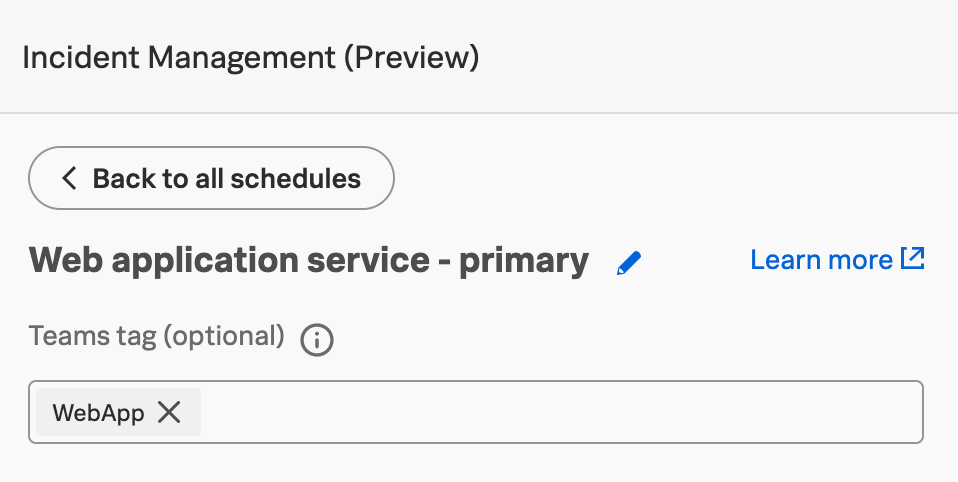 Incident Management (Preview)
Back to all schedules
Web application service - primary
Learn more
Teams tag (optional)
WebApp